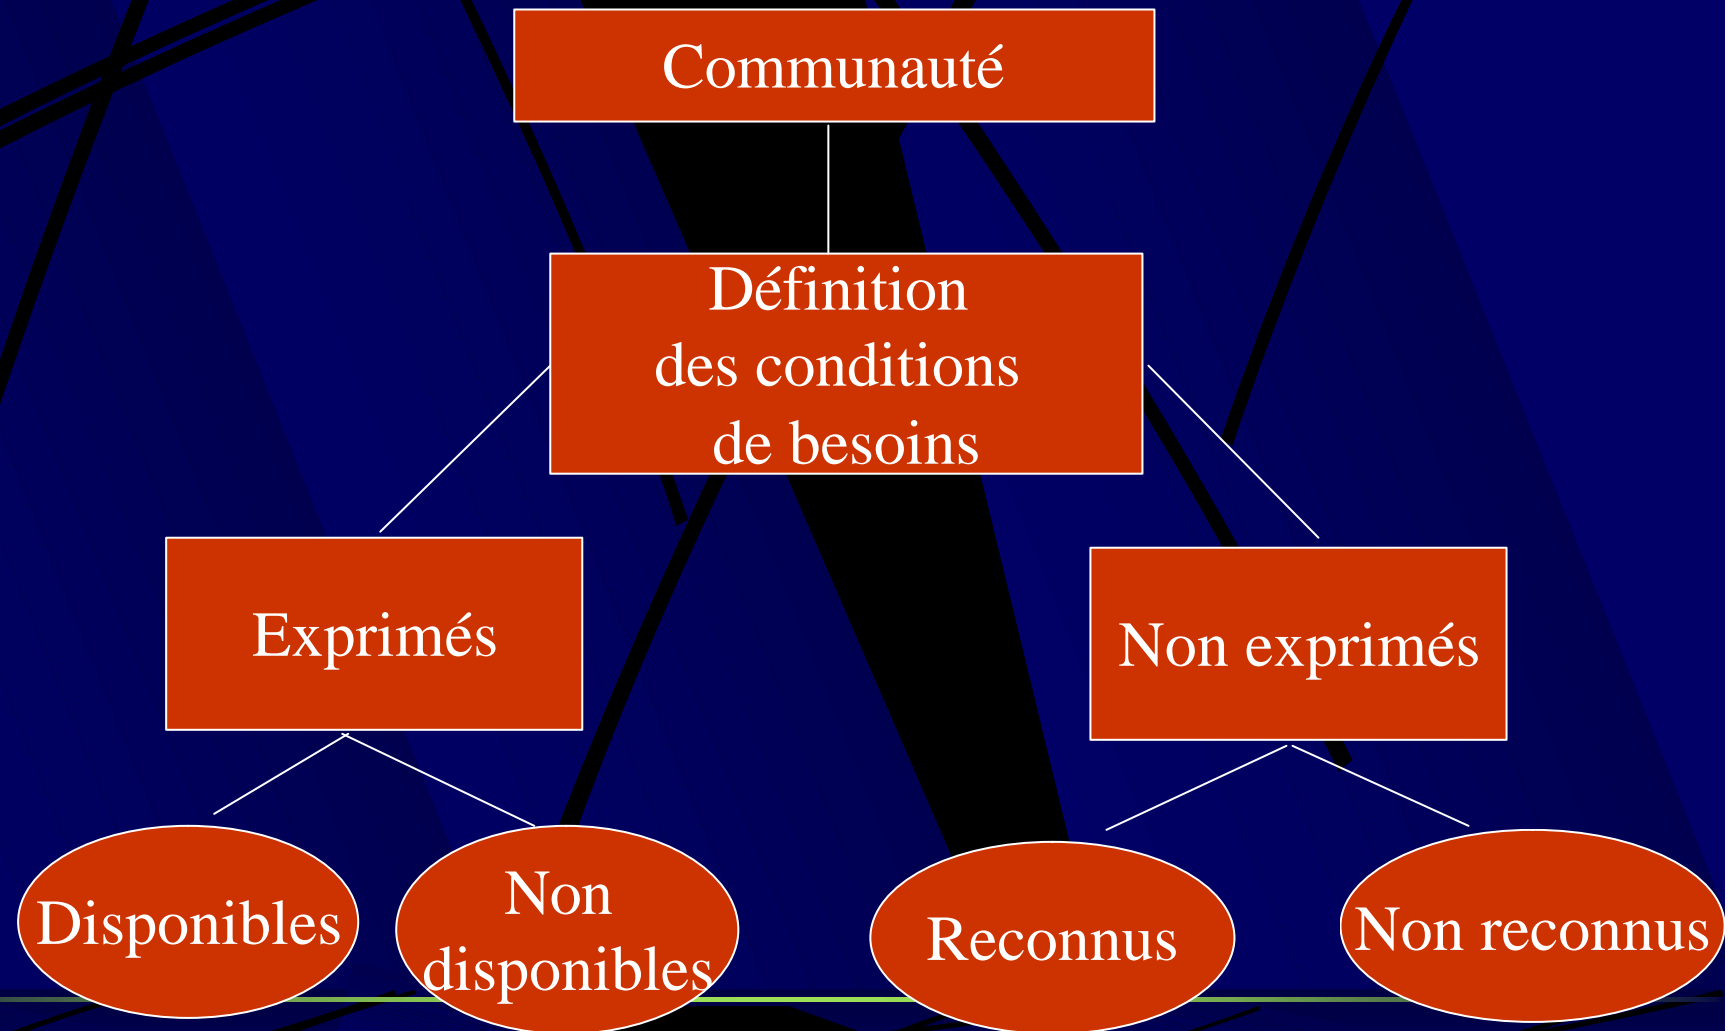 Communauté
Définition
des conditions
de besoins
Exprimés
Non exprimés
Disponibles
Non
disponibles
Reconnus
Non reconnus